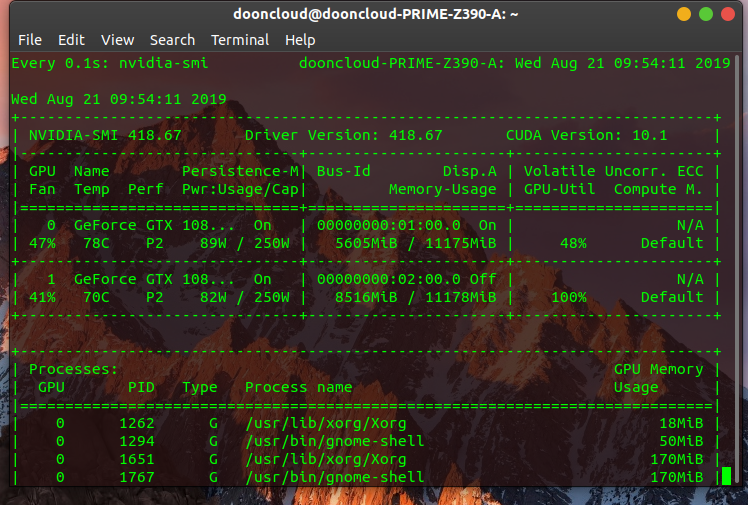 dooncloud@dooncloud-PRIME-Z390-A: ~
File Edit View Search Terminal Help
Every 0.1s: nvidia-smi          dooncloud-PRIME-Z390-A: Wed Aug 21 09:54:11 2019
Wed Aug 21 09:54:11 2019
+-----------------------------------------------------------------------------+
| NVIDIA-SMI 418.67       Driver Version: 418.67       CUDA Version: 10.1     |
|-------------------------------+----------------------+----------------------+
| GPU  Name        Persistence-M| Bus-Id        Disp.A | Volatile Uncorr. ECC |
| Fan  Temp  Perf  Pwr:Usage/Cap|         Memory-Usage | GPU-Util  Compute M. |
|===============================+======================+======================|
|   0  GeForce GTX 108...  On   | 00000000:01:00.0  On |                  N/A |
| 47%   78C    P2    89W / 250W |   5605MiB / 11175MiB |     48%      Default |
+-------------------------------+----------------------+----------------------+
|   1  GeForce GTX 108...  On   | 00000000:02:00.0 Off |                  N/A |
| 41%   70C    P2    82W / 250W |   8516MiB / 11178MiB |    100%      Default |
+-------------------------------+----------------------+----------------------+
+-----------------------------------------------------------------------------+
| Processes:                                                       GPU Memory |
|  GPU       PID   Type   Process name                             Usage      |
|=============================================================================|
|    0      1262      G   /usr/lib/xorg/Xorg                            18MiB |
|    0      1294      G   /usr/bin/gnome-shell                          50MiB |
|    0      1651      G   /usr/lib/xorg/Xorg                           170MiB |
|    0      1767      G   /usr/bin/gnome-shell                         170MiB |